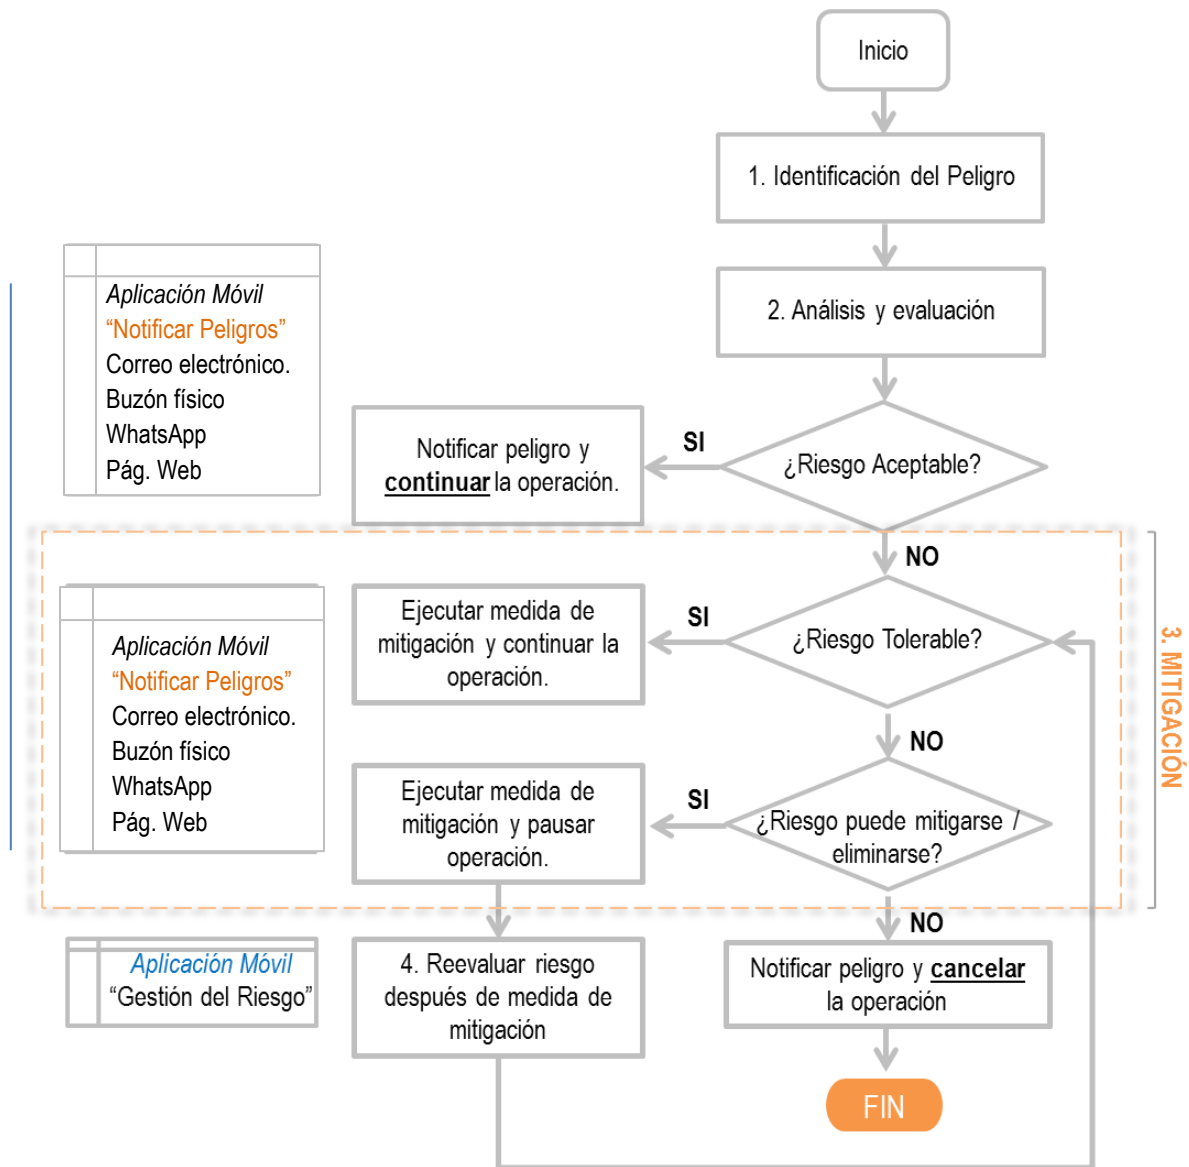 Inicio
1. Identificación del Peligro
2. Análisis y evaluación
Aplicación Móvil
“Notificar Peligros”
Correo electrónico.
Buzón físico
WhatsApp
Pág. Web
Notificar peligro y
continuar la operación.
SI
¿Riesgo Aceptable?
NO
Ejecutar medida de
mitigación y continuar la
operación.
SI
¿Riesgo Tolerable?
3. MITIGACIÓN
Aplicación Móvil
“Notificar Peligros”
Correo electrónico.
Buzón físico
WhatsApp
Pág. Web
NO
Ejecutar medida de
mitigación y pausar
operación.
SI
¿Riesgo puede mitigarse /
eliminarse?
NO
Aplicación Móvil
“Gestión del Riesgo”
4. Reevaluar riesgo
después de medida de
mitigación
Notificar peligro y cancelar
la operación
FIN